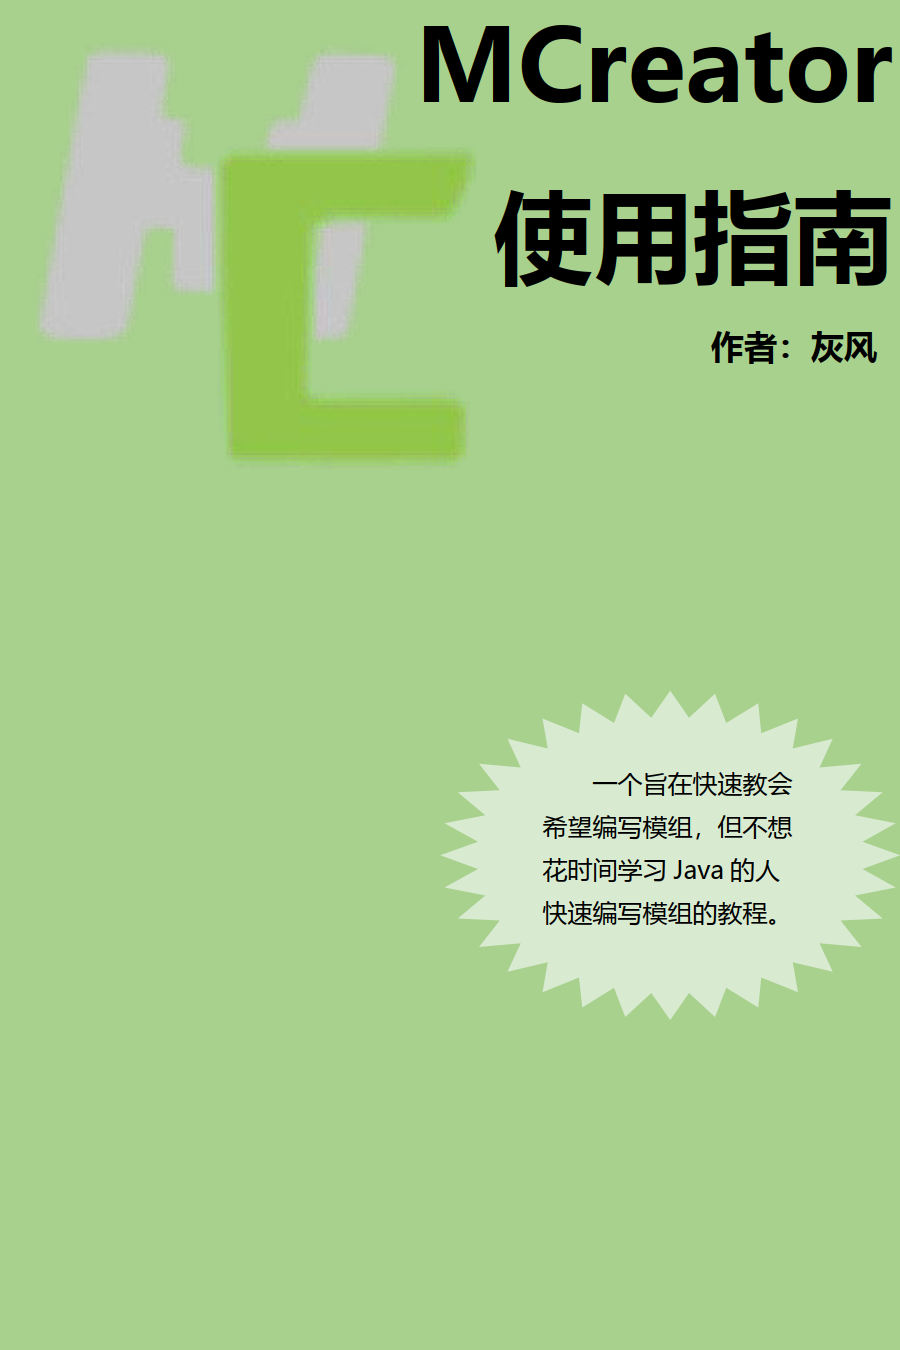 MC
MCreator
使用指南
作者：灰风
一个旨在快速教会
希望编写模组，但不想
花时间学习 Java 的人
快速编写模组的教程。